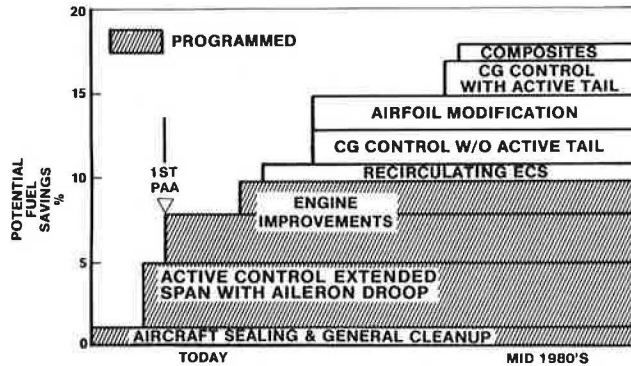 20
15
10
5
0
POTENTIAL
FUEL
SAVINGS
%
PROGRAMMED
1ST
PAA
COMPOSITES
CG CONTROL
WITH ACTIVE TAIL
AIRFOIL MODIFICATION
CG CONTROL W/O ACTIVE TAIL
RECIRCULATING ECS
ENGINE
IMPROVEMENTS
ACTIVE CONTROL EXTENDED
SPAN WITH AILERON DROOP
AIRCRAFT SEALING & GENERAL CLEANUP
TODAY
MID 1980'S